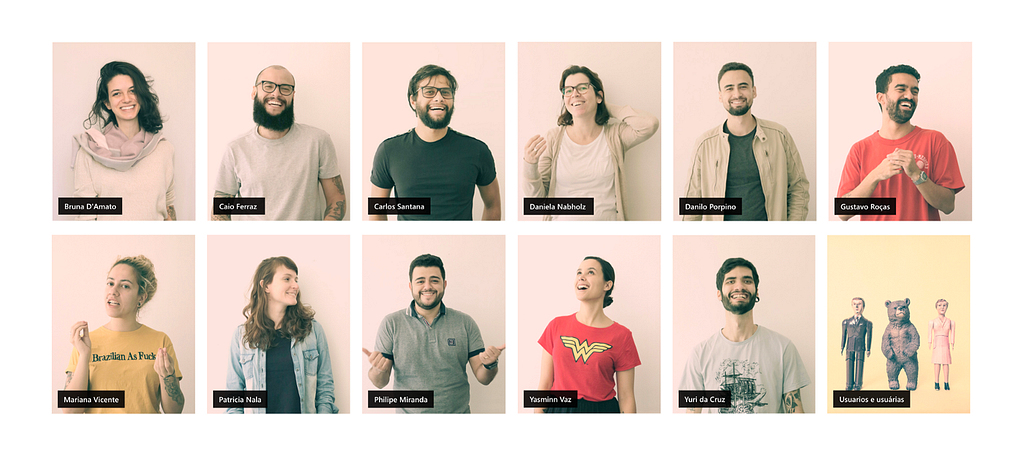 Bruna D'Amato
Caio Ferraz
Carlos Santana
Daniela Nabholz
Danilo Porpino
Gustavo Roças
Brazilian As Fuck
Mariana Vicente
Patricia Nala
Philipe Miranda
Yasminn Vaz
Yuri da Cruz
Usuarios e usuárias